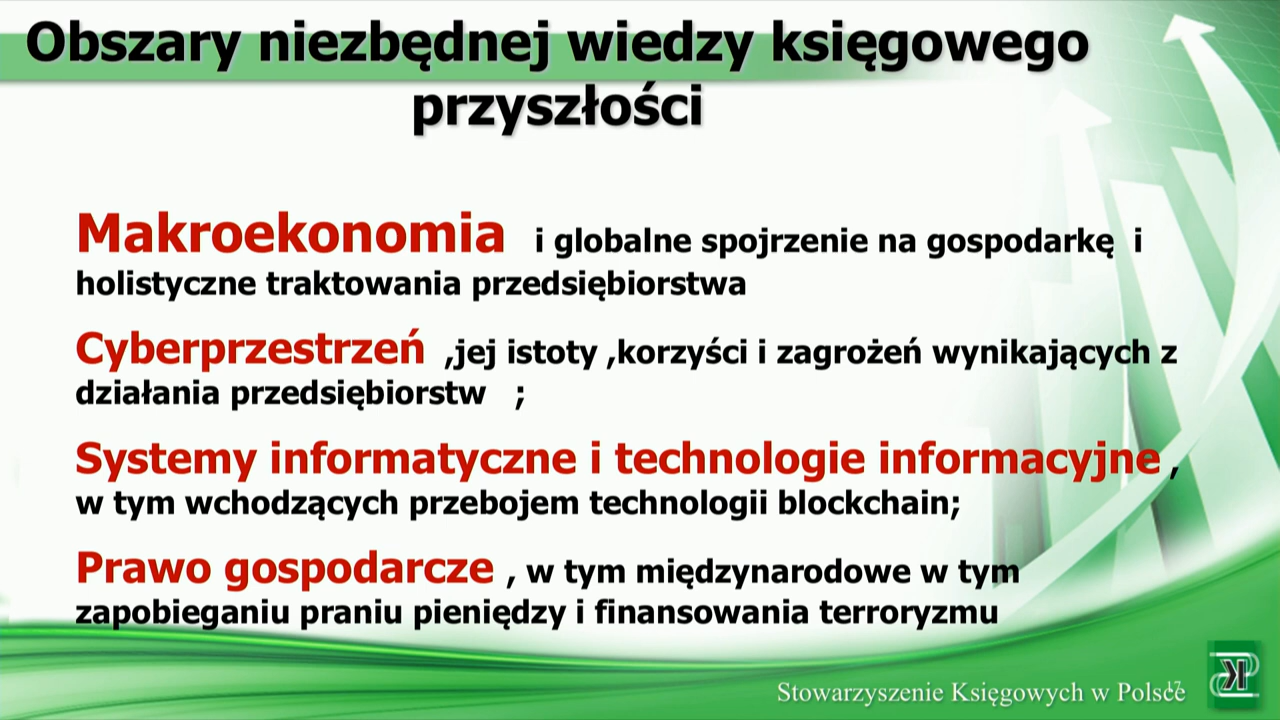 Obszary niezbędnej wiedzy księgowego
przyszłości
Makroekonomia i globalne spojrzenie na gospodarkę i
holistyczne traktowania przedsiębiorstwa
Cyberprzestrzeń ,jej istoty ,korzyści i zagrożeń wynikających z
działania przedsiębiorstw ;
Systemy informatyczne i technologie informacyjne ,
w tym wchodzących przebojem technologii blockchain;
Prawo gospodarcze , w tym międzynarodowe w tym
zapobieganiu praniu pieniędzy i finansowania terroryzmu
Stowarzyszenie Księgowych w Polsce
17